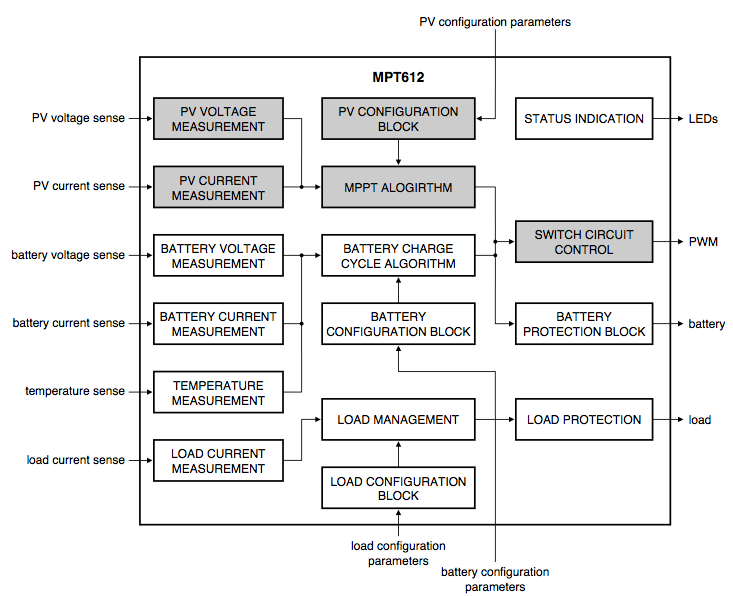 PV configuration parameters
MPT612
PV voltage sense
PV VOLTAGE
MEASUREMENT
PV CONFIGURATION
BLOCK
STATUS INDICATION
LEDs
PV current sense
PV CURRENT
MEASUREMENT
MPPT ALOGIRTHM
battery voltage sense
BATTERY VOLTAGE
MEASUREMENT
BATTERY CHARGE
CYCLE ALGORITHM
SWITCH CIRCUIT
CONTROL
PWM
battery current sense
BATTERY CURRENT
MEASUREMENT
BATTERY
CONFIGURATION BLOCK
BATTERY
PROTECTION BLOCK
battery
temperature sense
TEMPERATURE
MEASUREMENT
LOAD MANAGEMENT
LOAD PROTECTION
load
load current sense
LOAD CURRENT
MEASUREMENT
LOAD CONFIGURATION
BLOCK
load configuration
parameters
battery configuration
parameters